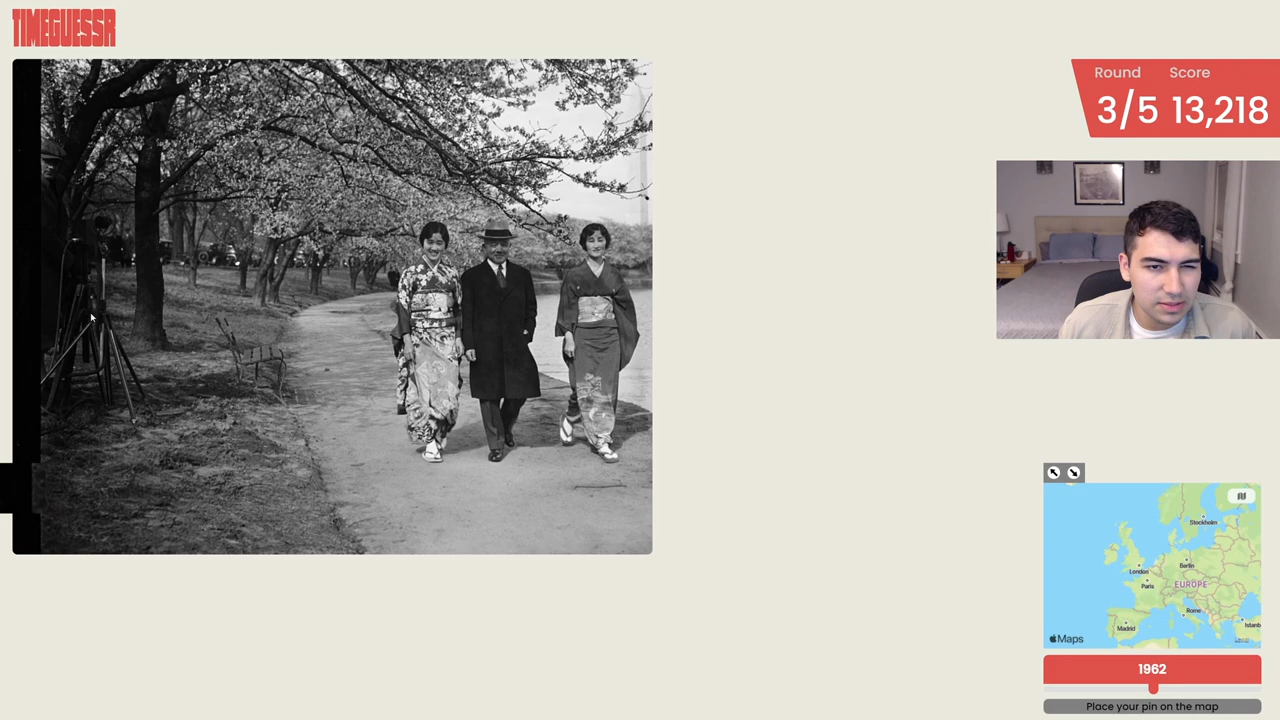 TIMEGUESSR
Round Score
3/5 13,218
Stockholm
London
Berlin
Paris
EUROPE
Rome
Madrid
Istanb
Maps
1962
Place your pin on the map